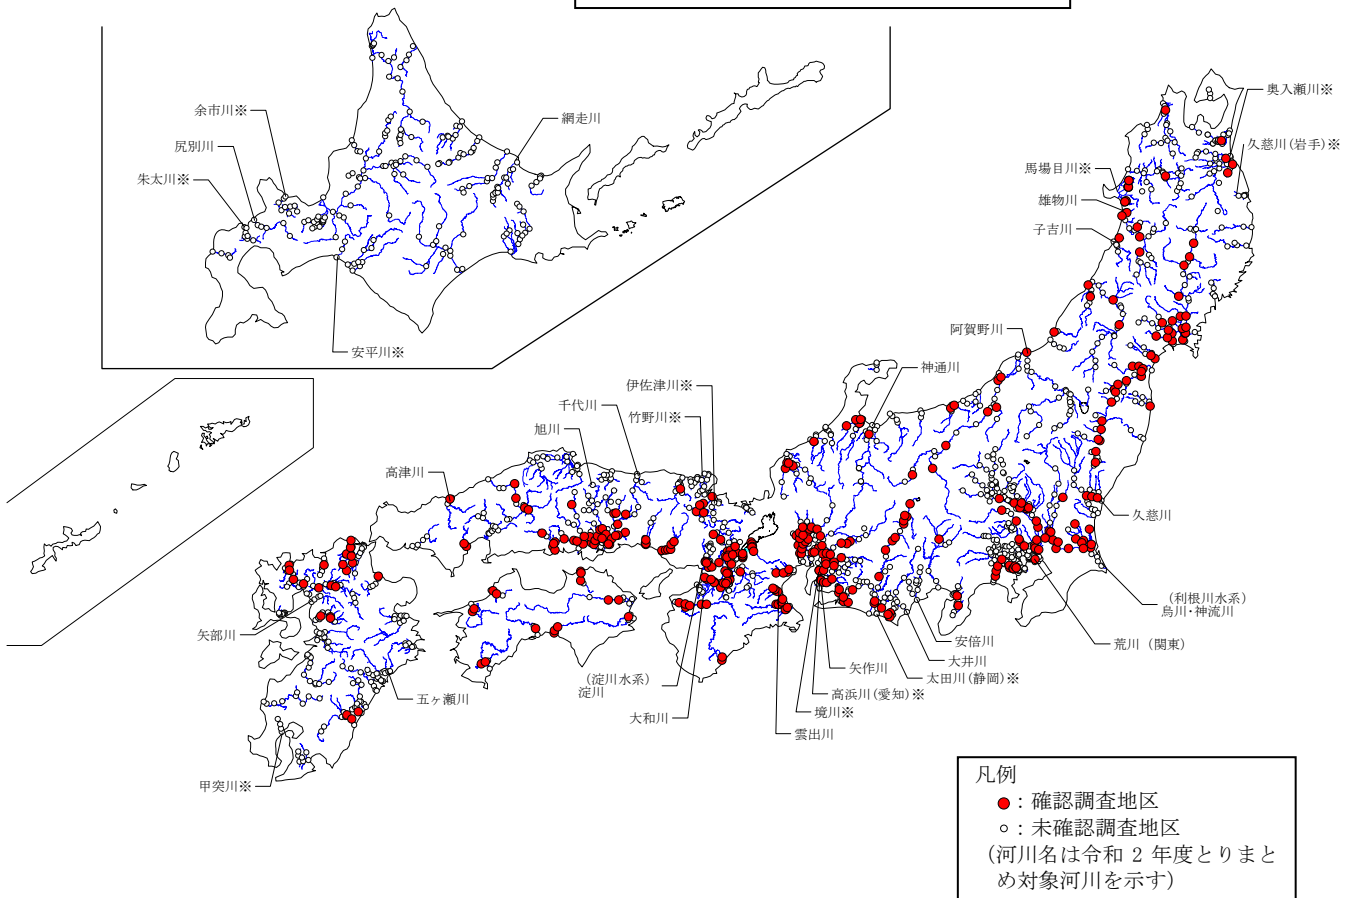 余市川※
尻別川
朱太川※
網走川
安平川※
奥入瀬川※
久慈川(岩手)※
馬場目川※
雄物川
子吉川
阿賀野川
神通川
伊佐津川※
千代川
竹野川※
旭川
高津川
久慈川
(利根川水系)
烏川・神流川
荒川 (関東)
安倍川
大井川
太田川(静岡)※
矢作川
高浜川(愛知)※
境川※
雲出川
(淀川水系)
淀川
大和川
矢部川
五ヶ瀬川
甲突川※
凡例
:確認調査地区
:未確認調査地区
(河川名は令和 2 年度とりまと
め対象河川を示す)